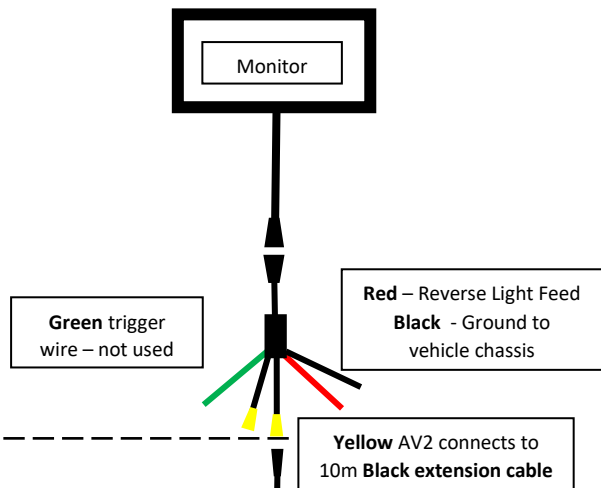 Monitor
Green trigger
wire – not used
Red – Reverse Light Feed
Black - Ground to
vehicle chassis
Yellow AV2 connects to
10m Black extension cable